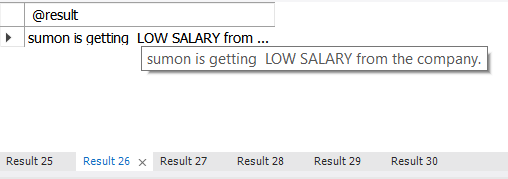 @result
sumon is getting  LOW SALARY from ...
sumon is getting  LOW SALARY from the company.
Result 25 Result 26 × Result 27 Result 28 Result 29 Result 30